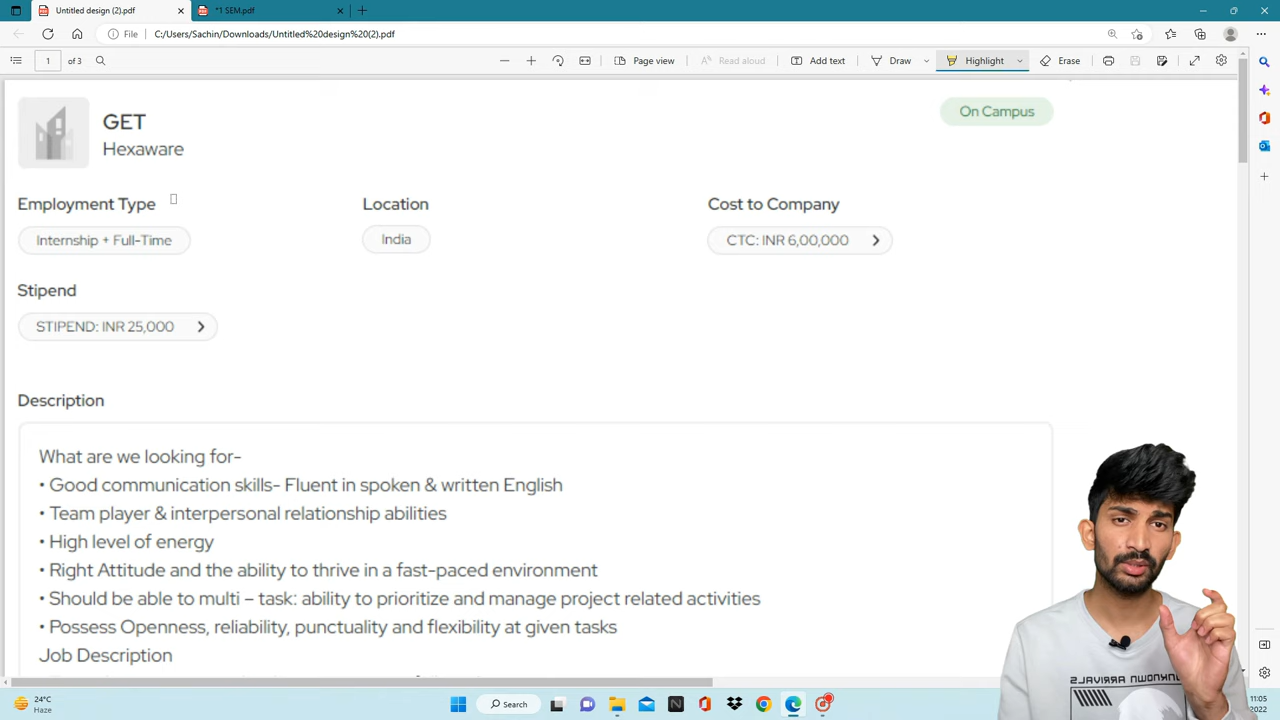 Untitled design (2).pdf
*1 SEM.pdf
File
C:/Users/Sachin/Downloads/Untitled%20design%20(2).pdf
1
of 3
Page view
Read aloud
Add text
Draw
Highlight
Erase
GET
Hexaware
On Campus
Employment Type
Location
Cost to Company
Internship + Full-Time
India
CTC: INR 6,00,000
Stipend
STIPEND: INR 25,000
Description
What are we looking for-
• Good communication skills- Fluent in spoken & written English
• Team player & interpersonal relationship abilities
• High level of energy
• Right Attitude and the ability to thrive in a fast-paced environment
• Should be able to multi – task: ability to prioritize and manage project related activities
• Possess Openness, reliability, punctuality and flexibility at given tasks
Job Description
UNKNOWN ARRIVALS
24°C
Haze
Search
11:05
2022